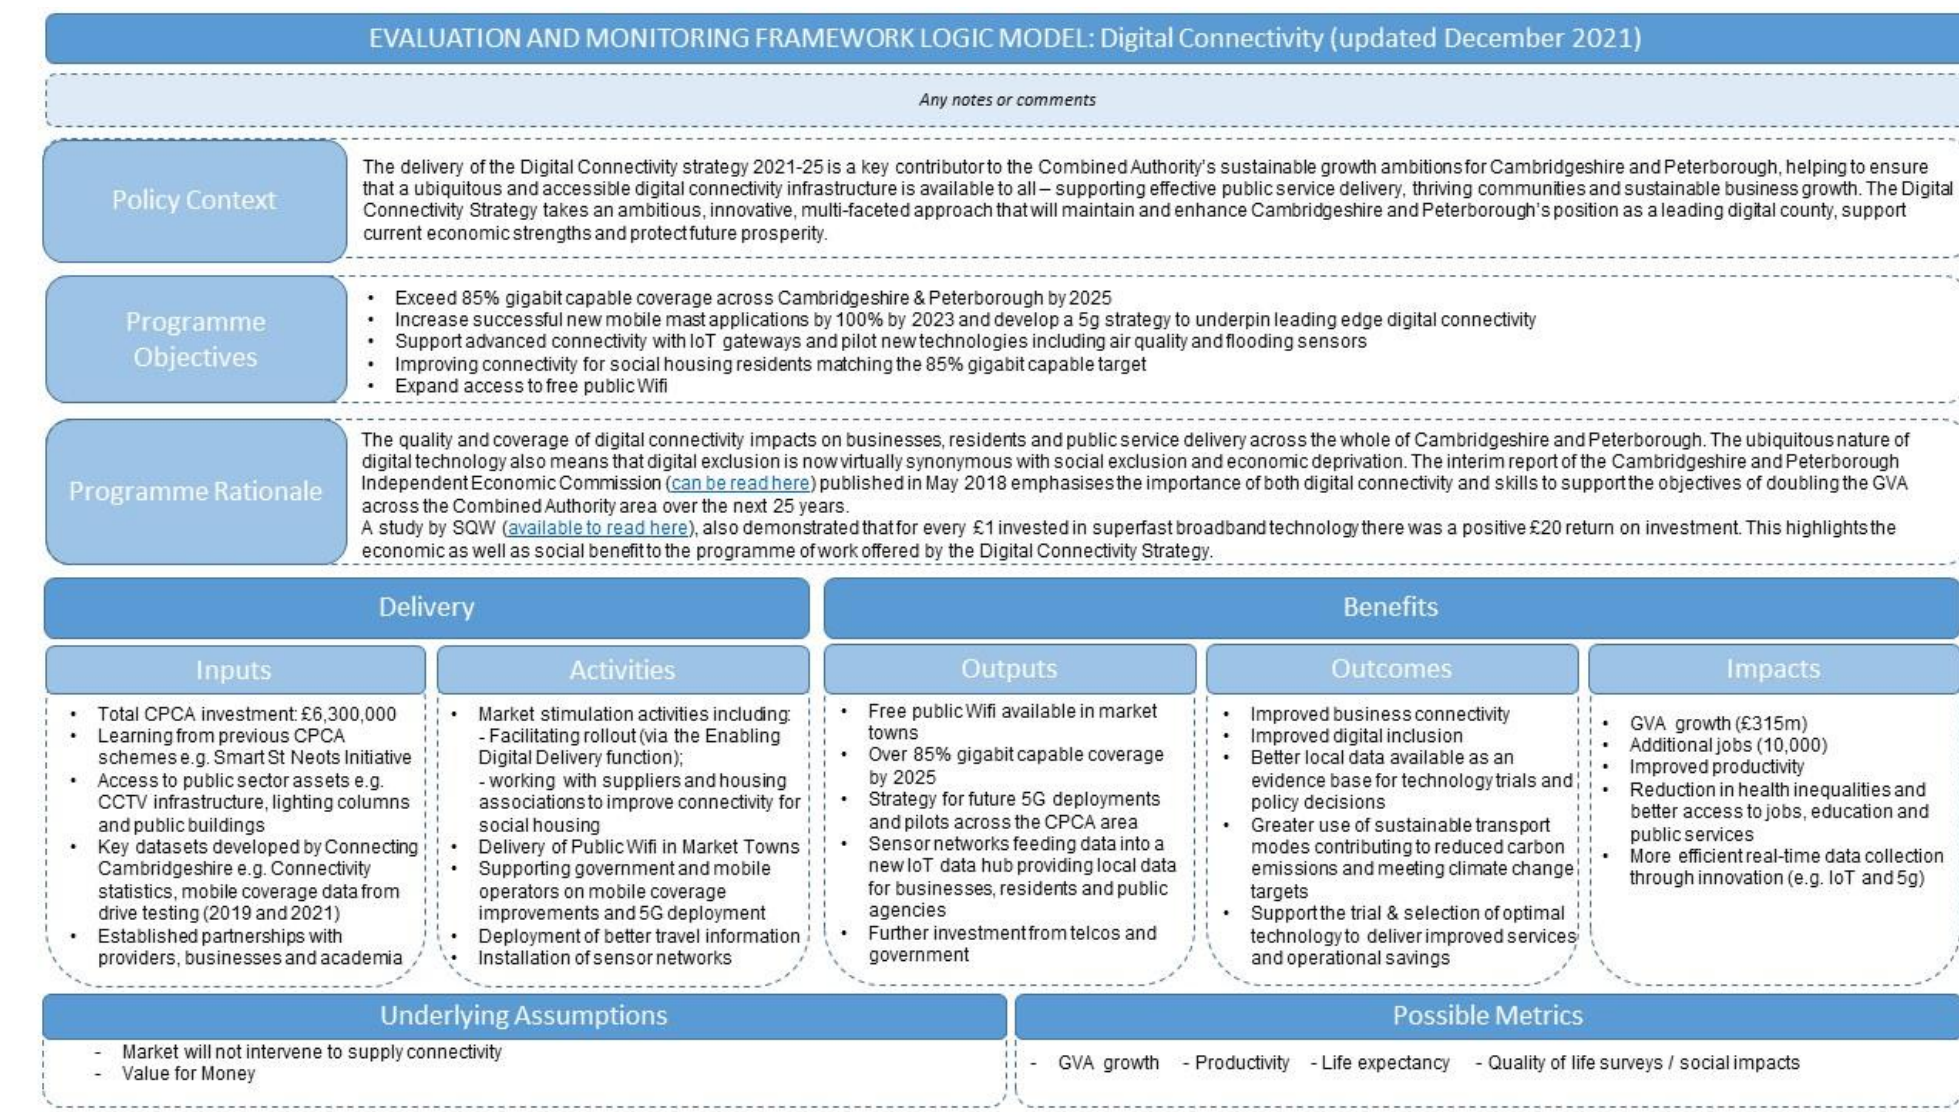 EVALUATION AND MONITORING FRAMEWORK LOGIC MODEL: Digital Connectivity (updated December 2021)
Any notes or comments
Policy Context
The delivery of the Digital Connectivity strategy 2021-25 is a key contributor to the Combined Authority's sustainable growth ambitions for Cambridgeshire and Peterborough, helping to ensure
that a ubiquitous and accessible digital connectivity infrastructure is available to all – supporting effective public service delivery, thriving communities and sustainable business growth. The Digital
Connectivity Strategy takes an ambitious, innovative, multi-faceted approach that will maintain and enhance Cambridgeshire and Peterborough's position as a leading digital county, support
current economic strengths and protect future prosperity.
Programme
Objectives
• Exceed 85% gigabit capable coverage across Cambridgeshire & Peterborough by 2025
• Increase successful new mobile mast applications by 100% by 2023 and develop a 5g strategy to underpin leading edge digital connectivity
• Support advanced connectivity with IoT gateways and pilot new technologies including air quality and flooding sensors
• Improving connectivity for social housing residents matching the 85% gigabit capable target
• Expand access to free public Wifi
Programme Rationale
The quality and coverage of digital connectivity impacts on businesses, residents and public service delivery across the whole of Cambridgeshire and Peterborough. The ubiquitous nature of
digital technology also means that digital exclusion is now virtually synonymous with social exclusion and economic deprivation. The interim report of the Cambridgeshire and Peterborough
Independent Economic Commission (can be read here) published in May 2018 emphasises the importance of both digital connectivity and skills to support the objectives of doubling the GVA
across the Combined Authority area over the next 25 years.
A study by SQW (available to read here), also demonstrated that for every £1 invested in superfast broadband technology there was a positive £20 return on investment. This highlights the
economic as well as social benefit to the programme of work offered by the Digital Connectivity Strategy.
Delivery
Benefits
Inputs
• Total CPCA investment: £6,300,000
• Learning from previous CPCA
schemes e.g. Smart St Neots Initiative
• Access to public sector assets e.g.
CCTV infrastructure, lighting columns
and public buildings
• Key datasets developed by Connecting
Cambridgeshire e.g. Connectivity
statistics, mobile coverage data from
drive testing (2019 and 2021)
• Established partnerships with
providers, businesses and academia
Activities
• Market stimulation activities including:
- Facilitating rollout (via the Enabling
Digital Delivery function);
- working with suppliers and housing
associations to improve connectivity for
social housing
• Delivery of Public Wifi in Market Towns
• Supporting government and mobile
operators on mobile coverage
improvements and 5G deployment
• Deployment of better travel information
• Installation of sensor networks
Outputs
• Free public Wifi available in market
towns
• Over 85% gigabit capable coverage
by 2025
• Strategy for future 5G deployments
and pilots across the CPCA area
• Sensor networks feeding data into a
new IoT data hub providing local data
for businesses, residents and public
agencies
• Further investment from telcos and
government
Outcomes
• Improved business connectivity
• Improved digital inclusion
• Better local data available as an
evidence base for technology trials and
policy decisions
• Greater use of sustainable transport
modes contributing to reduced carbon
emissions and meeting climate change
targets
• Support the trial & selection of optimal
technology to deliver improved services
and operational savings
Impacts
• GVA growth (£315m)
• Additional jobs (10,000)
• Improved productivity
• Reduction in health inequalities and
better access to jobs, education and
public services
• More efficient real-time data collection
through innovation (e.g. IoT and 5g)
Underlying Assumptions
- Market will not intervene to supply connectivity
- Value for Money
Possible Metrics
- GVA growth - Productivity - Life expectancy - Quality of life surveys / social impacts